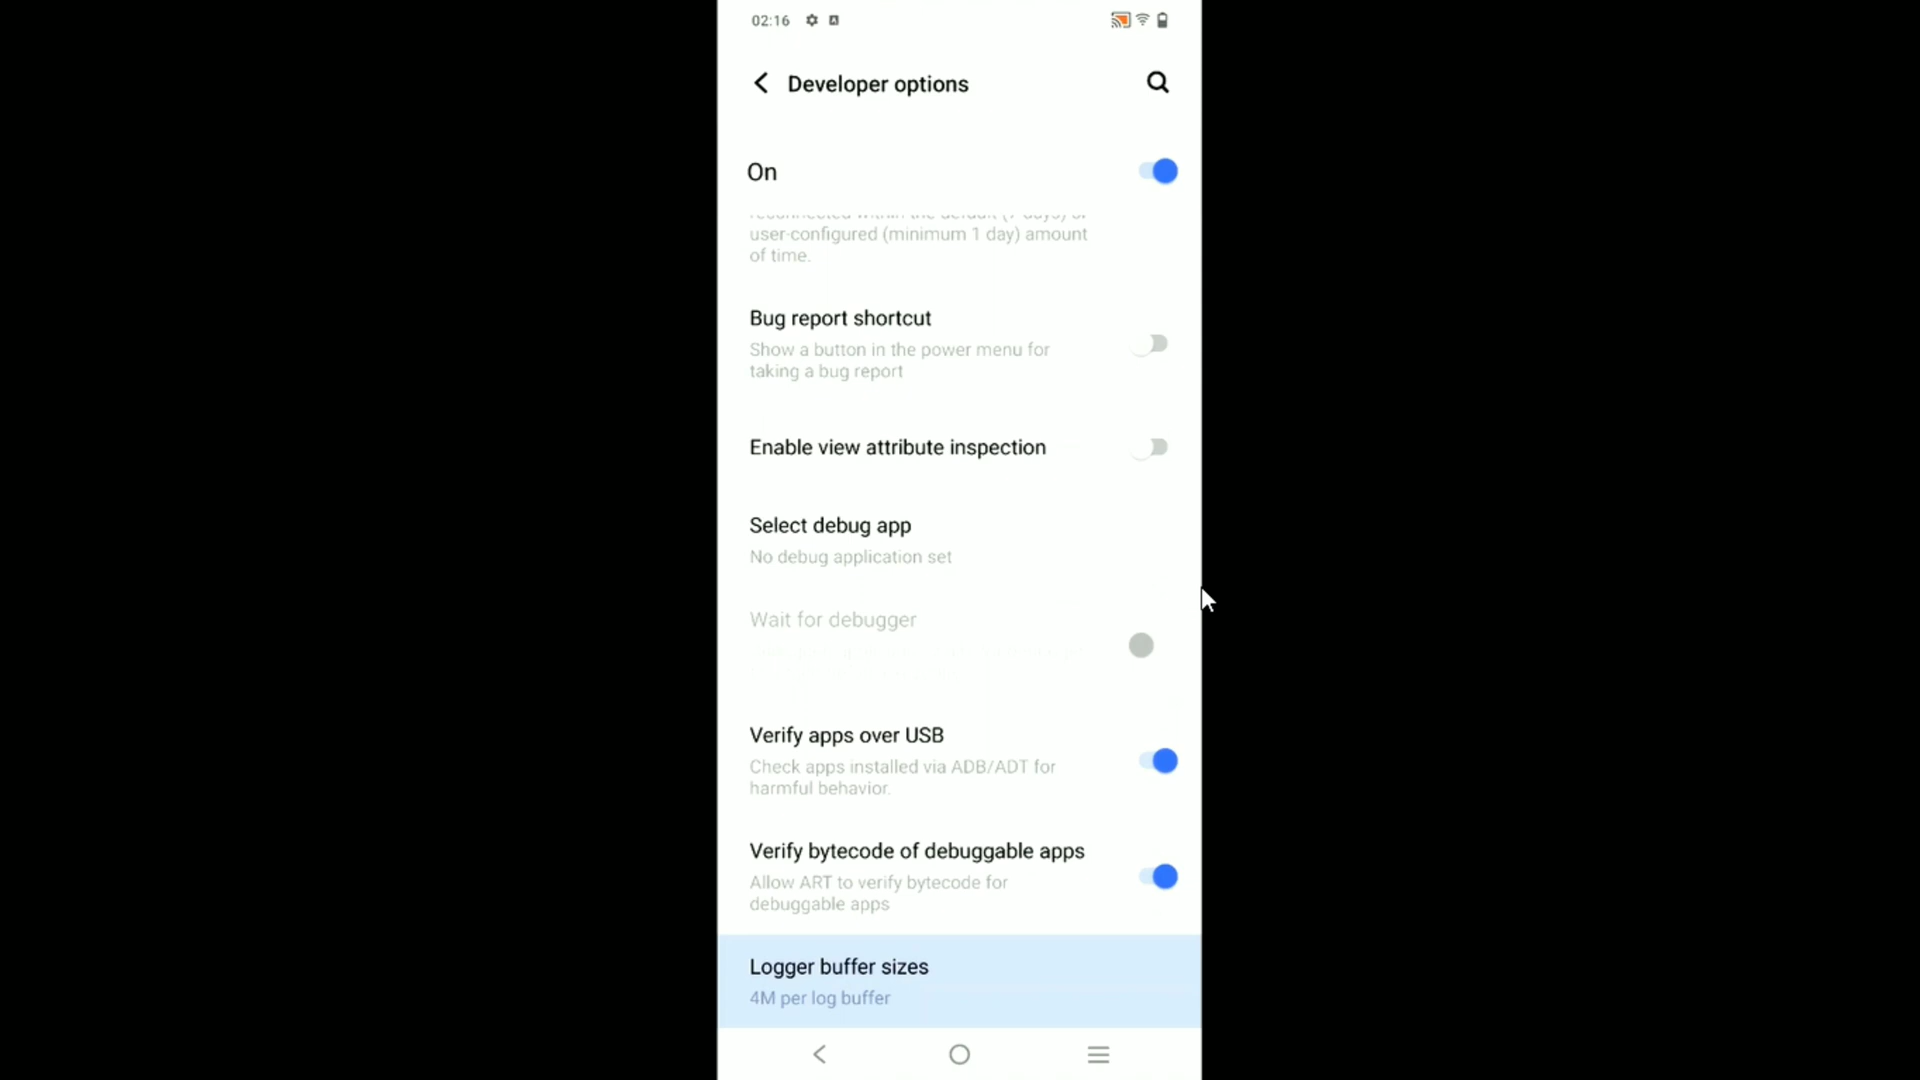 02:16
Developer options
On
user-configured (minimum 1 day) amount
of time.
Bug report shortcut
Show a button in the power menu for
taking a bug report
Enable view attribute inspection
Select debug app
No debug application set
Wait for debugger
Verify apps over USB
Check apps installed via ADB/ADT for
harmful behavior.
Verify bytecode of debuggable apps
Allow ART to verify bytecode for
debuggable apps
Logger buffer sizes
4M per log buffer